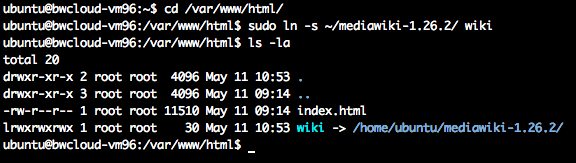 ubuntu@bwcloud-vm96:~$ cd /var/www/html/
ubuntu@bwcloud-vm96:/var/www/html$ sudo ln -s ~/mediawiki-1.26.2/ wiki
ubuntu@bwcloud-vm96:/var/www/html$ ls -la
total 20
drwxr-xr-x 2 root root  4096 May 11 10:53 .
drwxr-xr-x 3 root root  4096 May 11 09:14 ..
-rw-r--r-- 1 root root 11510 May 11 09:14 index.html
lrwxrwxrwx 1 root root    30 May 11 10:53 wiki -> /home/ubuntu/mediawiki-1.26.2/
ubuntu@bwcloud-vm96:/var/www/html$ _